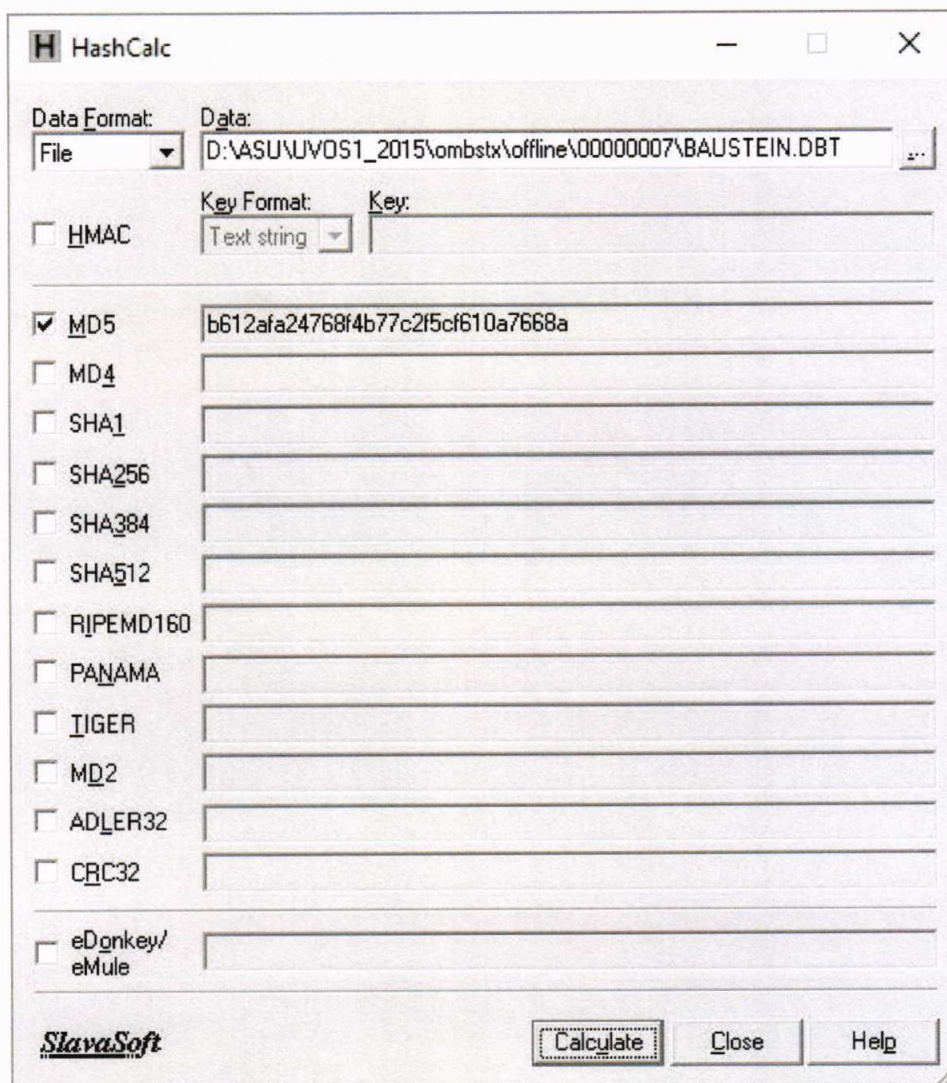 H HashCalc
Data Format: Data:
File D:\ASU\UVOS1_2015\ombstx\offline\00000007\BAUSTEIN.DBT ...
Key Format: Key:
HMAC Text string
MD5 b612afa24768f4b77c2f5cf610a7668a
MD4
SHA1
SHA256
SHA384
SHA512
RIPEMD160
PANAMA
TIGER
MD2
ADLER32
CRC32
eDonkey/
eMule
SlavaSoft Calculate Close Help